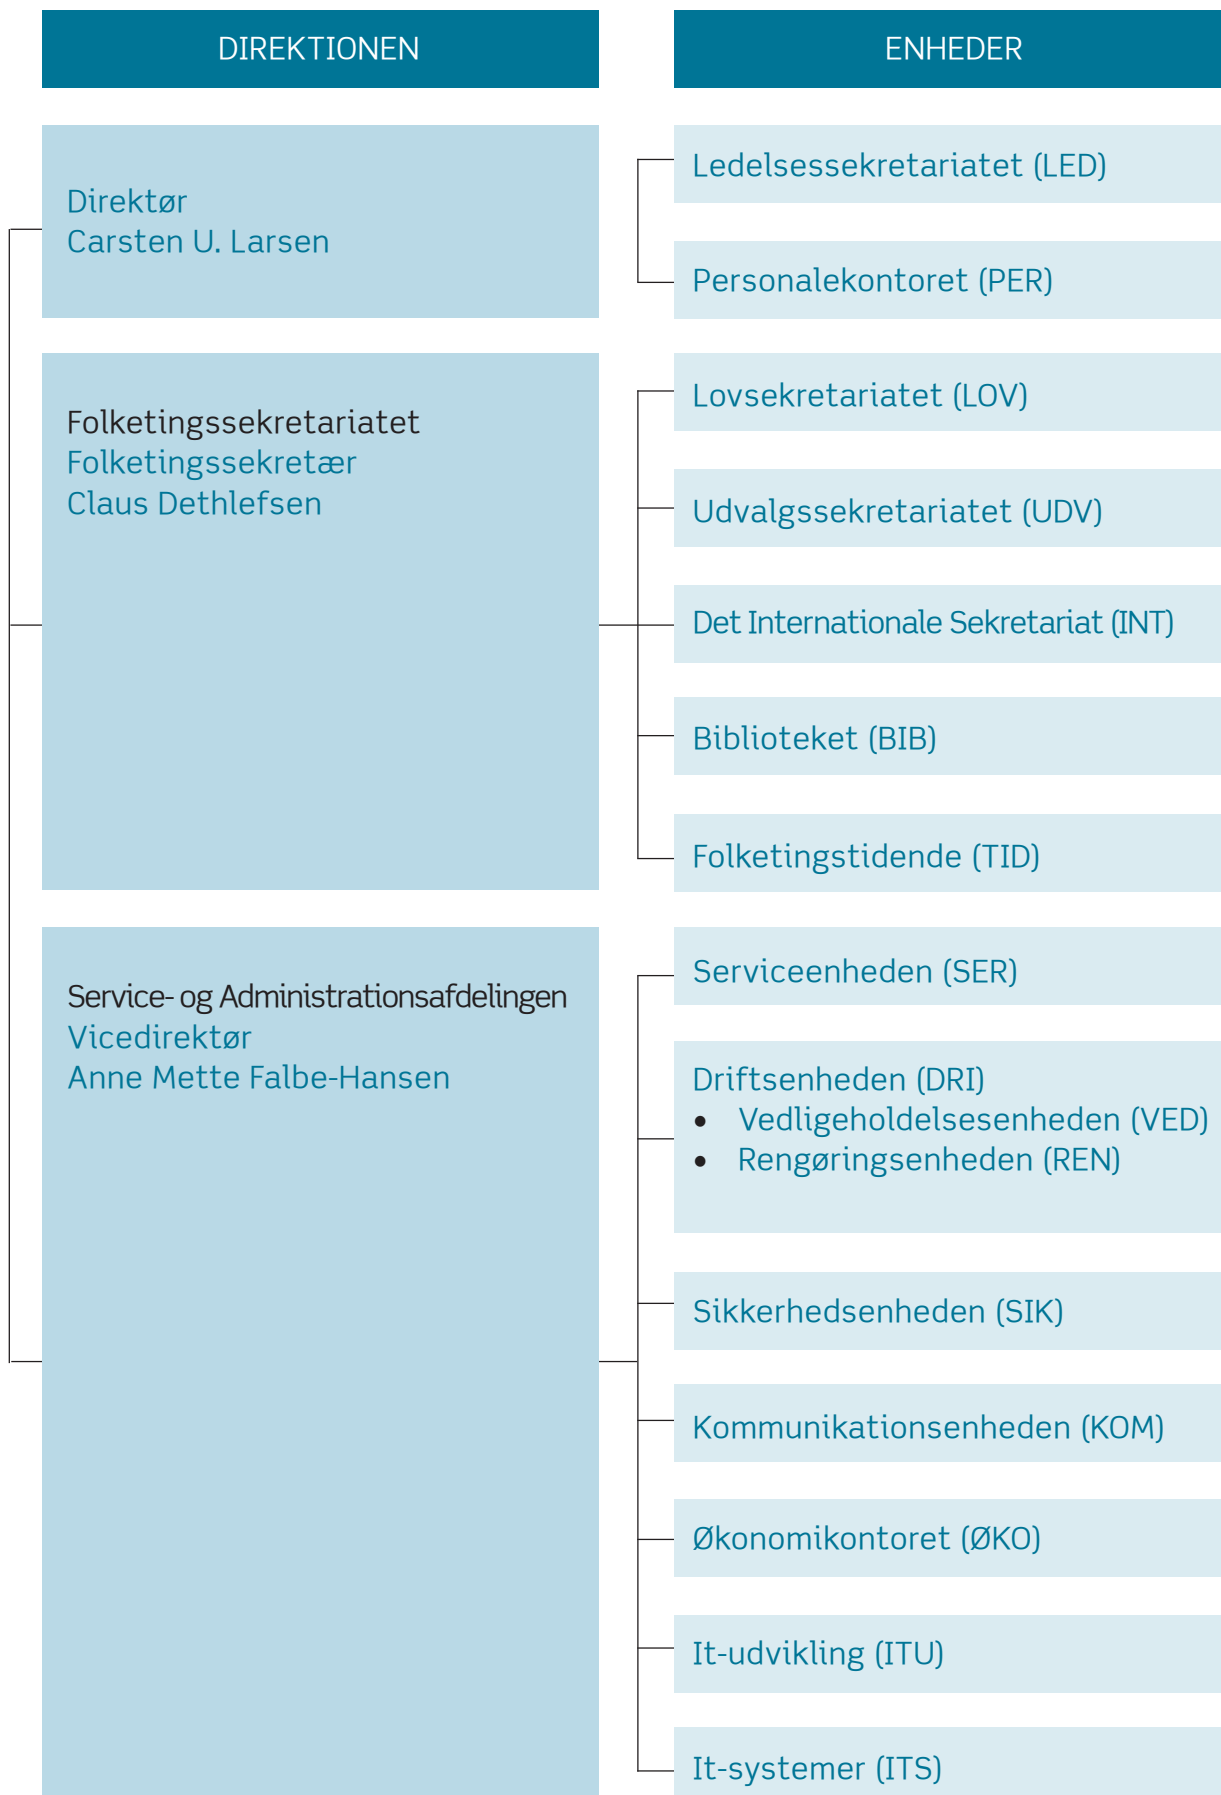 DIREKTIONEN
ENHEDER
Direktør
Carsten U. Larsen
Ledelsessekretariatet (LED)
Personalekontoret (PER)
Folketingssekretariatet
Folketingssekretær
Claus Dethlefsen
Lovsekretariatet (LOV)
Udvalgssekretariatet (UDV)
Det Internationale Sekretariat (INT)
Biblioteket (BIB)
Folketingstidende (TID)
Service- og Administrationsafdelingen
Vicedirektør
Anne Mette Falbe-Hansen
Serviceenheden (SER)
Driftsenheden (DRI)
• Vedligeholdelsesenheden (VED)
• Rengøringsenheden (REN)
Sikkerhedsenheden (SIK)
Kommunikationsenheden (KOM)
Økonomikontoret (ØKO)
It-udvikling (ITU)
It-systemer (ITS)